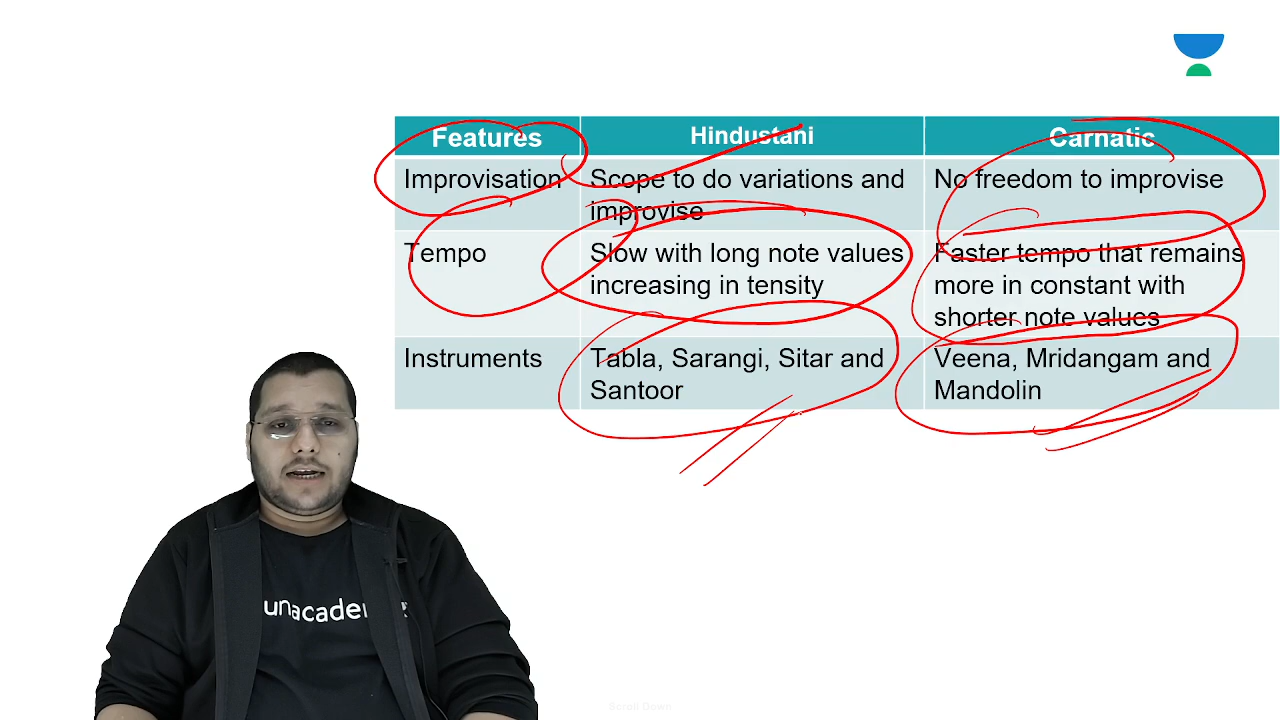 Features Hindustani Carnatic
Improvisation Scope to do variations and No freedom to improvise
improvise
Tempo Slow with long note values Faster tempo that remains
increasing in tensity more in constant with
shorter note values
Instruments Tabla, Sarangi, Sitar and Veena, Mridangam and
Santoor Mandolin
unacade
Scroll Down